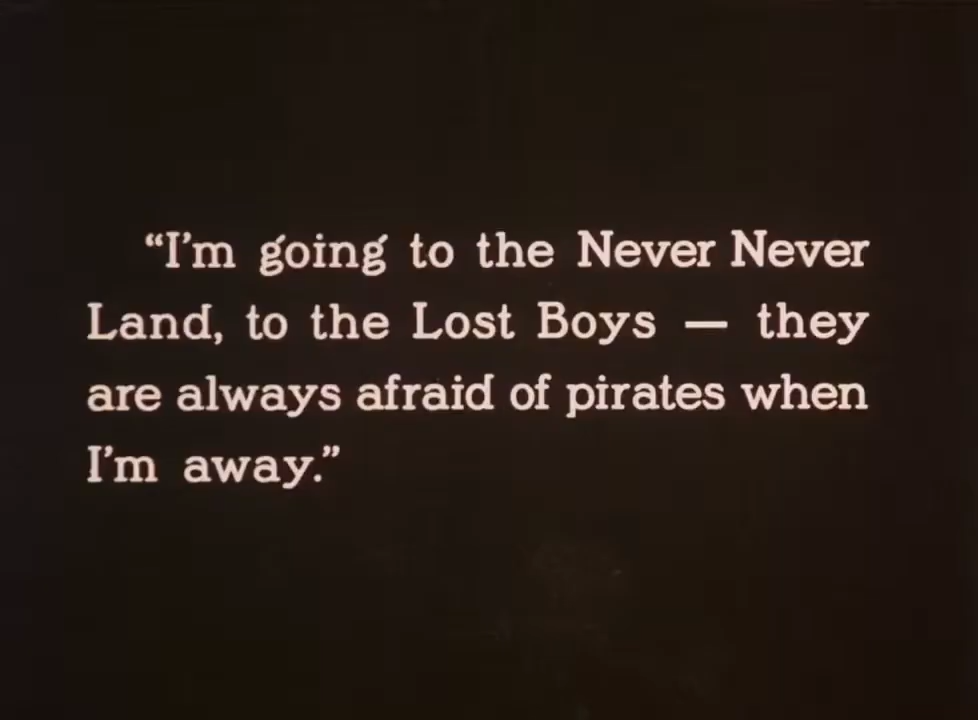 “I’m going to the Never Never
Land, to the Lost Boys — they
are always afraid of pirates when
I’m away.”